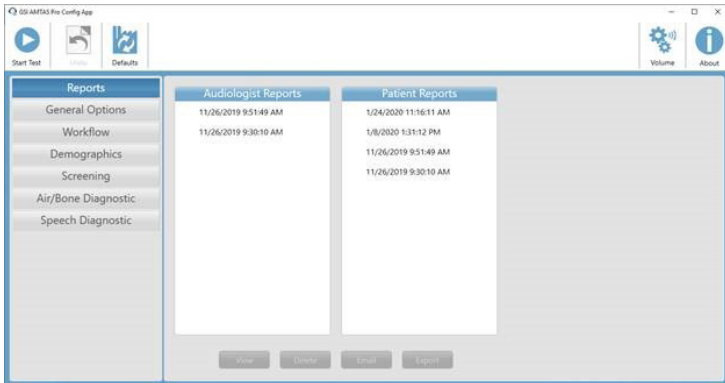 GSI AMTAS Pro Config App
Start Test
Undo
Defaults
Volume
About
Reports
General Options
Workflow
Demographics
Screening
Air/Bone Diagnostic
Speech Diagnostic
Audiologist Reports
11/26/2019 9:51:49 AM
11/26/2019 9:30:10 AM
Patient Reports
1/24/2020 11:16:11 AM
1/8/2020 1:31:12 PM
11/26/2019 9:51:49 AM
11/26/2019 9:30:10 AM
View
Delete
Email
Export